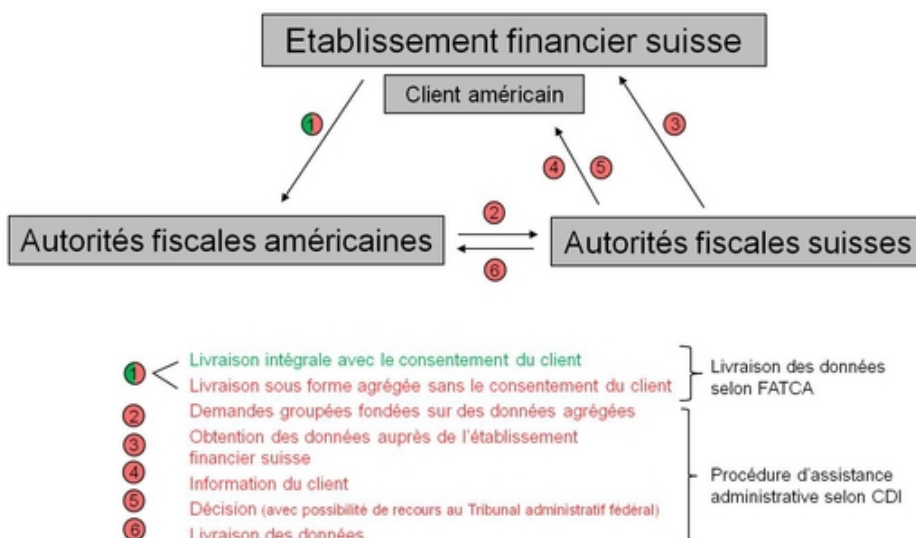 Etablissement financier suisse
Client américain
1
3
4 5
2
Autorités fiscales américaines
Autorités fiscales suisses
6
1
Livraison intégrale avec le consentement du client
Livraison sous forme agrégée sans le consentement du client
Livraison des données
selon FATCA
2 Demandes groupées fondées sur des données agrégées
3 Obtention des données auprès de l'établissement
financier suisse
4 Information du client
5 Décision (avec possibilité de recours au Tribunal administratif fédéral)
6 Livraison des données
Procédure d'assistance
administrative selon CDI